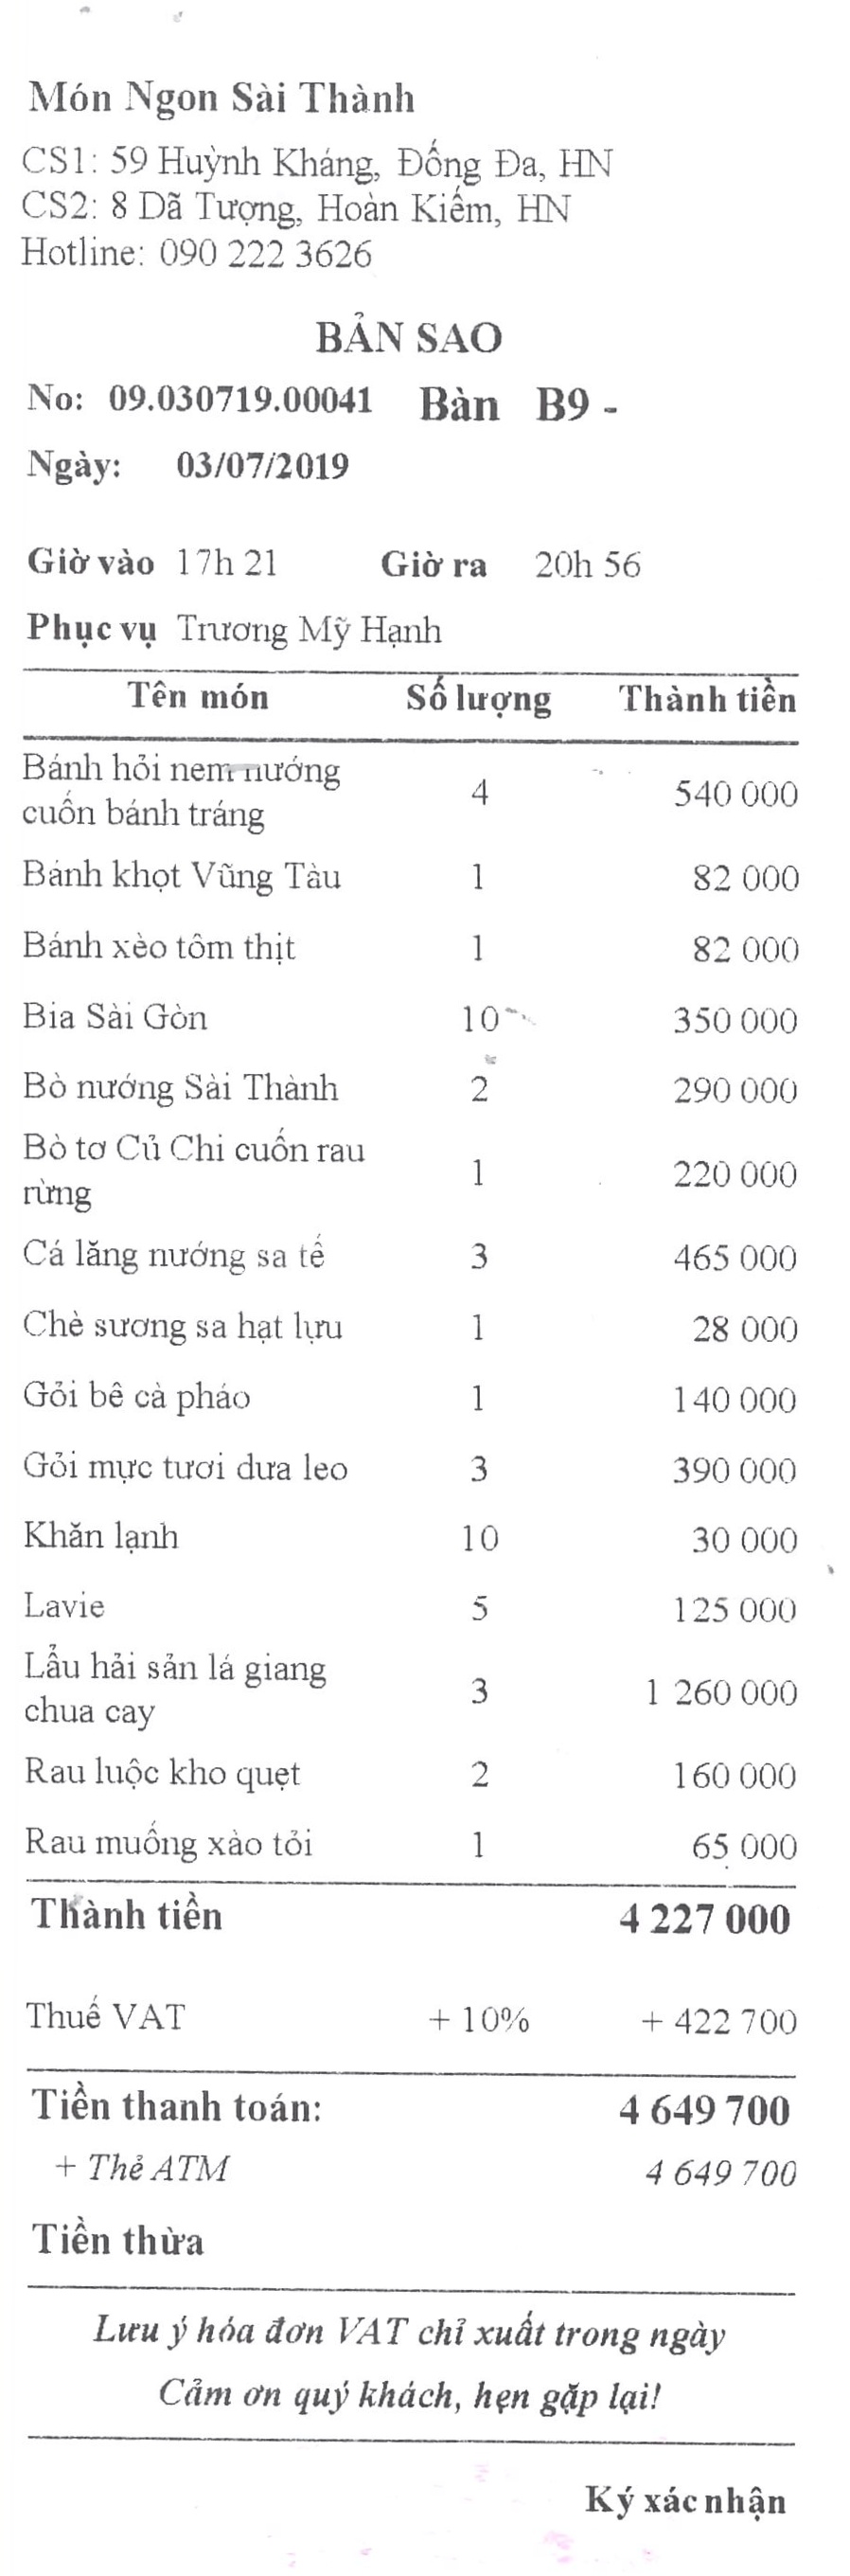 Món Ngon Sài Thành
CS1: 59 Huỳnh Kháng, Đống Đa, HN
CS2: 8 Dã Tượng, Hoàn Kiếm, HN
Hotline: 090 222 3626
BẢN SAO
No: 09.030719.00041 Bàn B9 -
Ngày: 03/07/2019
Giờ vào 17h 21 Giờ ra 20h 56
Phục vụ Trương Mỹ Hạnh
Tên món Số lượng Thành tiền
Bánh hỏi nem nướng
cuốn bánh tráng 4 540 000
Bánh khọt Vũng Tàu 1 82 000
Bánh xèo tôm thịt 1 82 000
Bia Sài Gòn 10 350 000
Bò nướng Sài Thành 2 290 000
Bò tơ Củ Chi cuốn rau
rừng 1 220 000
Cá lăng nướng sa tế 3 465 000
Chè sương sa hạt lựu 1 28 000
Gỏi bê cà pháo 1 140 000
Gỏi mực tươi dưa leo 3 390 000
Khăn lạnh 10 30 000
Lavie 5 125 000
Lẩu hải sản lá giang
chua cay 3 1 260 000
Rau luộc kho quẹt 2 160 000
Rau muống xào tỏi 1 65 000
Thành tiền 4 227 000
Thuế VAT + 10% + 422 700
Tiền thanh toán: 4 649 700
+ Thẻ ATM 4 649 700
Tiền thừa
Lưu ý hóa đơn VAT chỉ xuất trong ngày
Cảm ơn quý khách, hẹn gặp lại!
Ký xác nhận